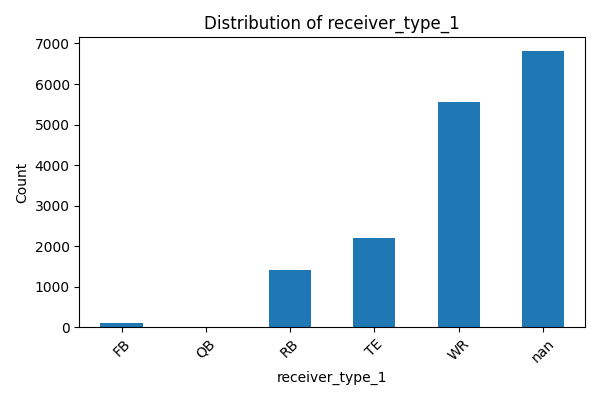 Distribution of receiver_type_1
7000
6000
5000
4000
3000
2000
1000
0
Count
FB
QB
RB
TE
WR
nan
receiver_type_1